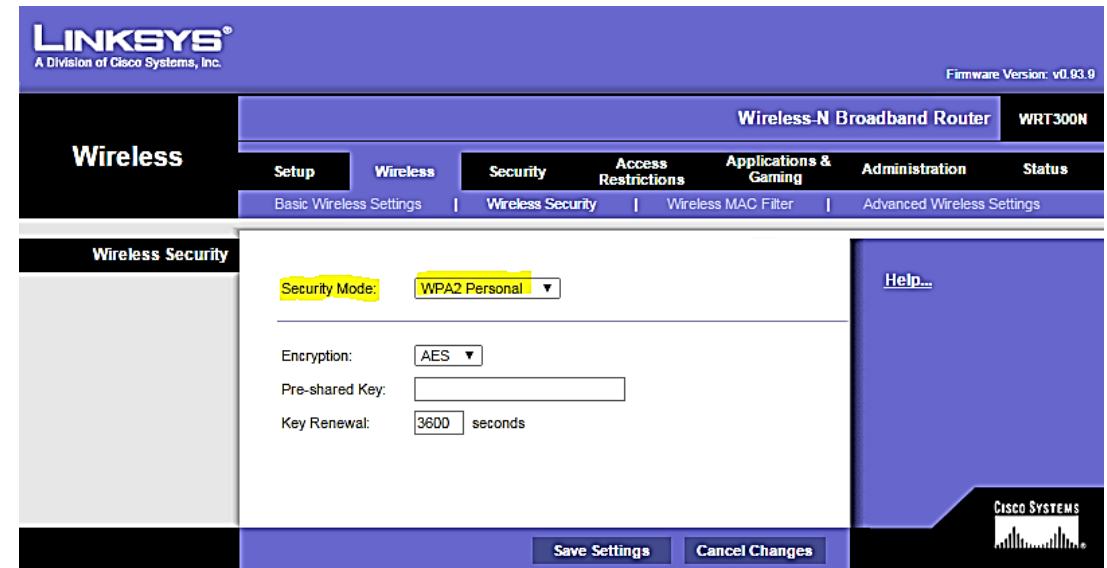 LINKSYS®
A Division of Cisco Systems, Inc.
Firmware Version: v0.93.9
Wireless-N Broadband Router WRT300N
Wireless
Setup Wireless Security Access Restrictions Applications & Gaming Administration Status
Basic Wireless Settings | Wireless Security | Wireless MAC Filter | Advanced Wireless Settings
Wireless Security
Security Mode: WPA2 Personal
Help...
Encryption: AES
Pre-shared Key:
Key Renewal: 3600 seconds
CISCO SYSTEMS
Save Settings Cancel Changes